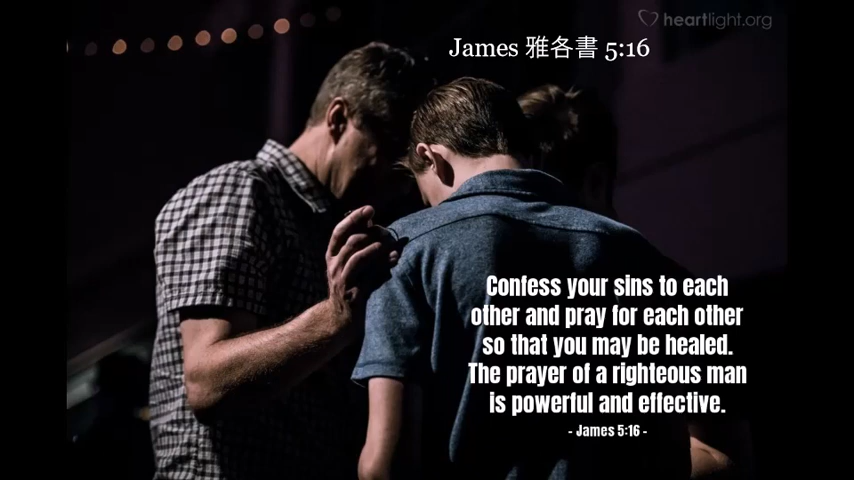 heartlight.org
James 雅各書 5:16
Confess your sins to each
other and pray for each other
so that you may be healed.
The prayer of a righteous man
is powerful and effective.
- James 5:16 -